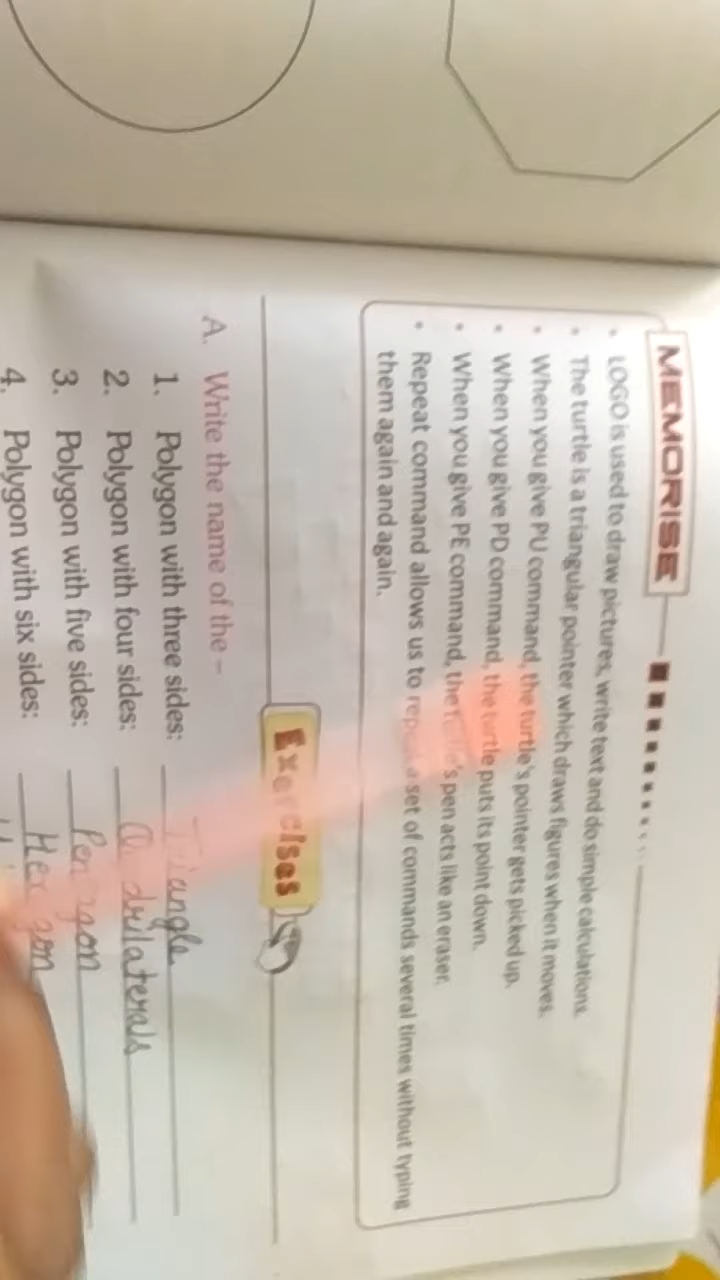 MEMORISE
• LOGO is used to draw pictures, write text and do simple calculations.
• The turtle is a triangular pointer which draws figures when it moves.
• When you give PU command, the turtle's pointer gets picked up.
• When you give PD command, the turtle puts its point down.
• When you give PE command, the 's pen acts like an eraser.
• Repeat command allows us to a set of commands several times without typing
them again and again.
Exercises
A. Write the name of the –
1. Polygon with three sides: Triangle
2. Polygon with four sides: Quadrilaterals
3. Polygon with five sides:
4. Polygon with six sides: